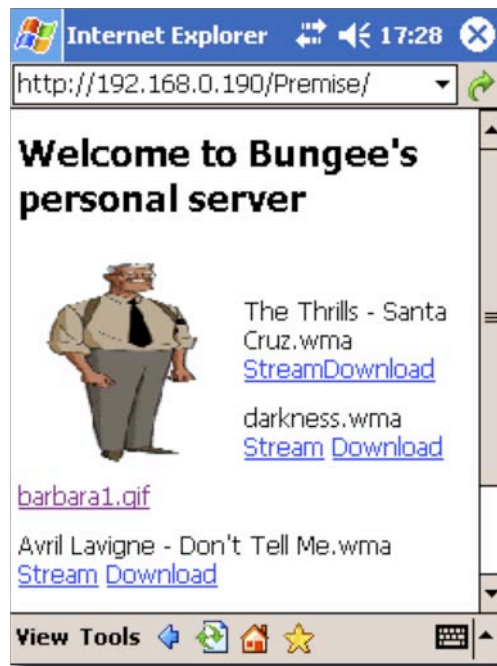 Internet Explorer 17:28
http://192.168.0.190/Premise/
Welcome to Bungee's
personal server
The Thrills - Santa
Cruz.wma
StreamDownload
darkness.wma
Stream Download
barbara1.gif
Avril Lavigne - Don't Tell Me.wma
Stream Download
View Tools